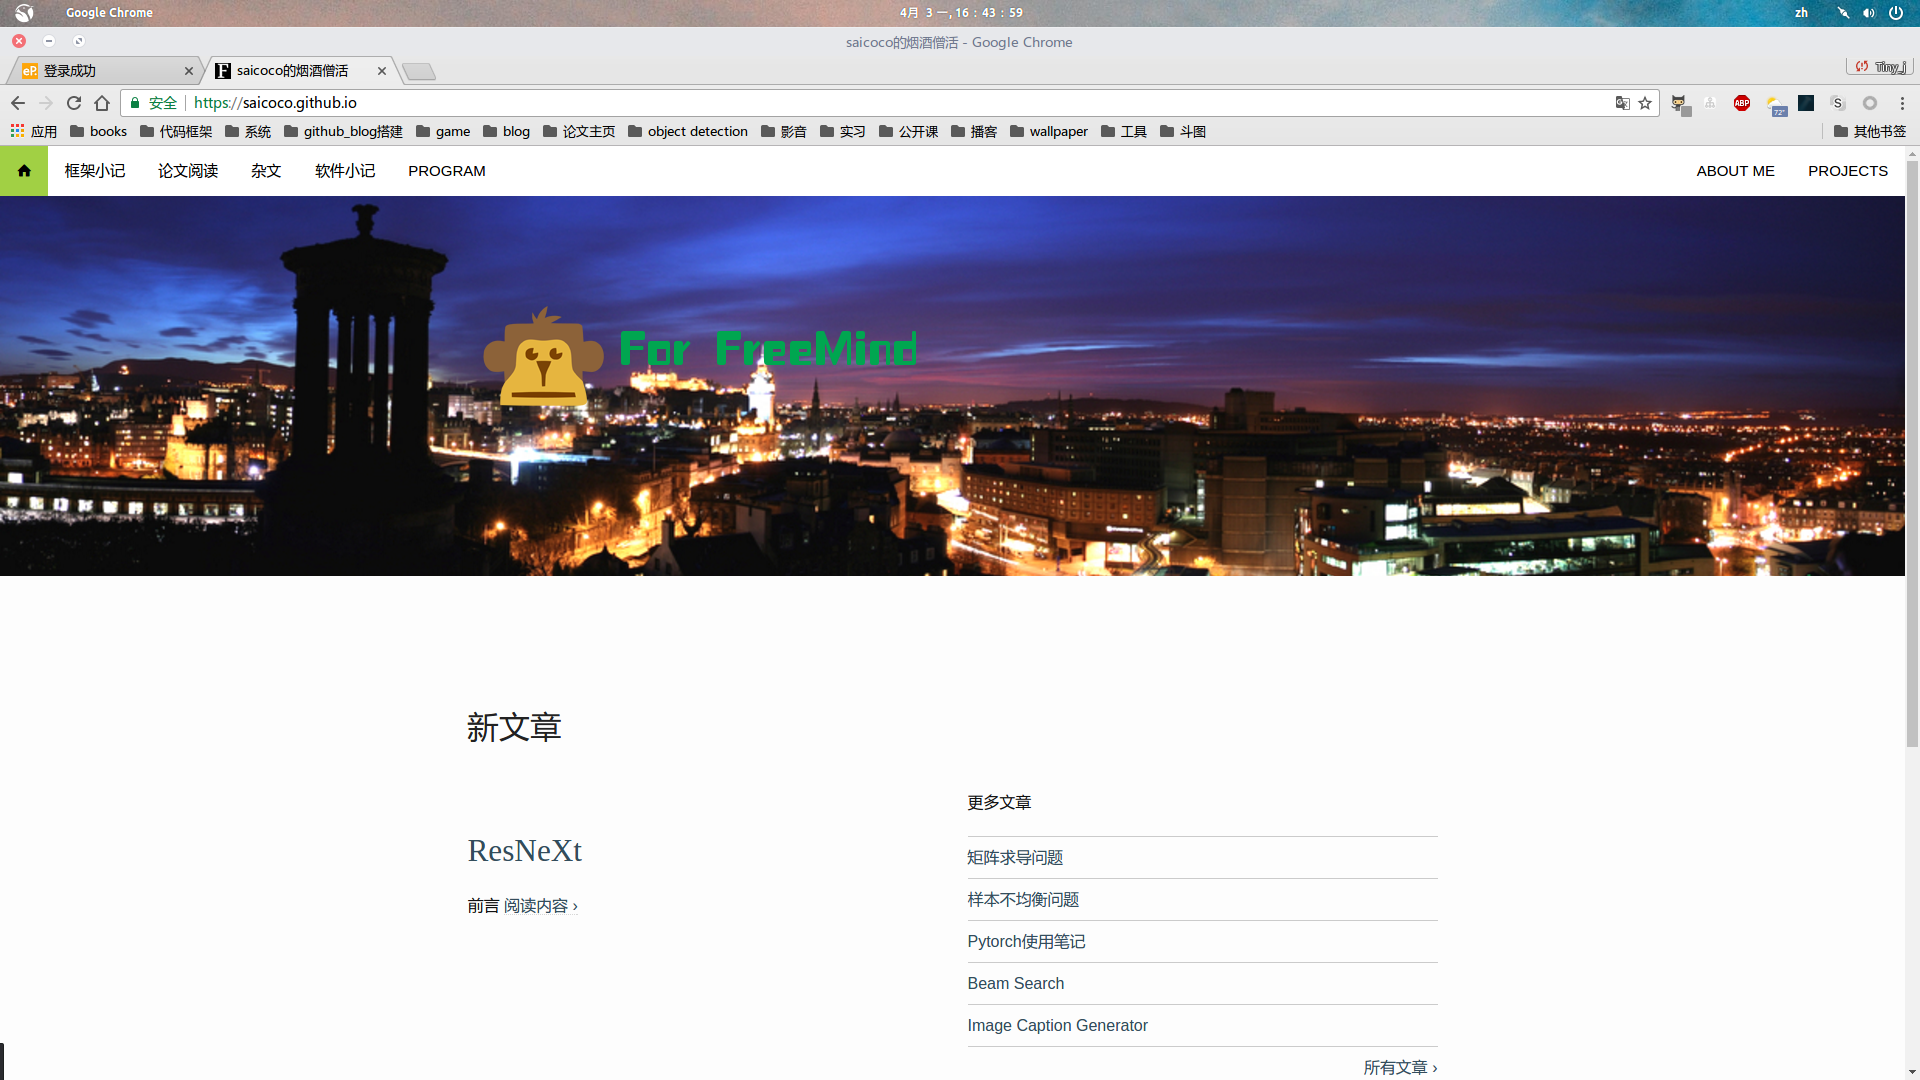 Google Chrome
4月 3 一, 16 : 43 : 59
zh
saicoco的烟酒僧活 - Google Chrome
eP. 登录成功
F saicoco的烟酒僧活
Tiny_j
安全 https://saicoco.github.io
ABP
72°
S
应用 books 代码框架 系统 github_blog搭建 game blog 论文主页 object detection 影音 实习 公开课 播客 wallpaper 工具 斗图 其他书签
框架小记 论文阅读 杂文 软件小记 PROGRAM ABOUT ME PROJECTS
For FreeMind
新文章
更多文章
ResNeXt
矩阵求导问题
前言 阅读内容 ›
样本不均衡问题
Pytorch使用笔记
Beam Search
Image Caption Generator
所有文章 ›